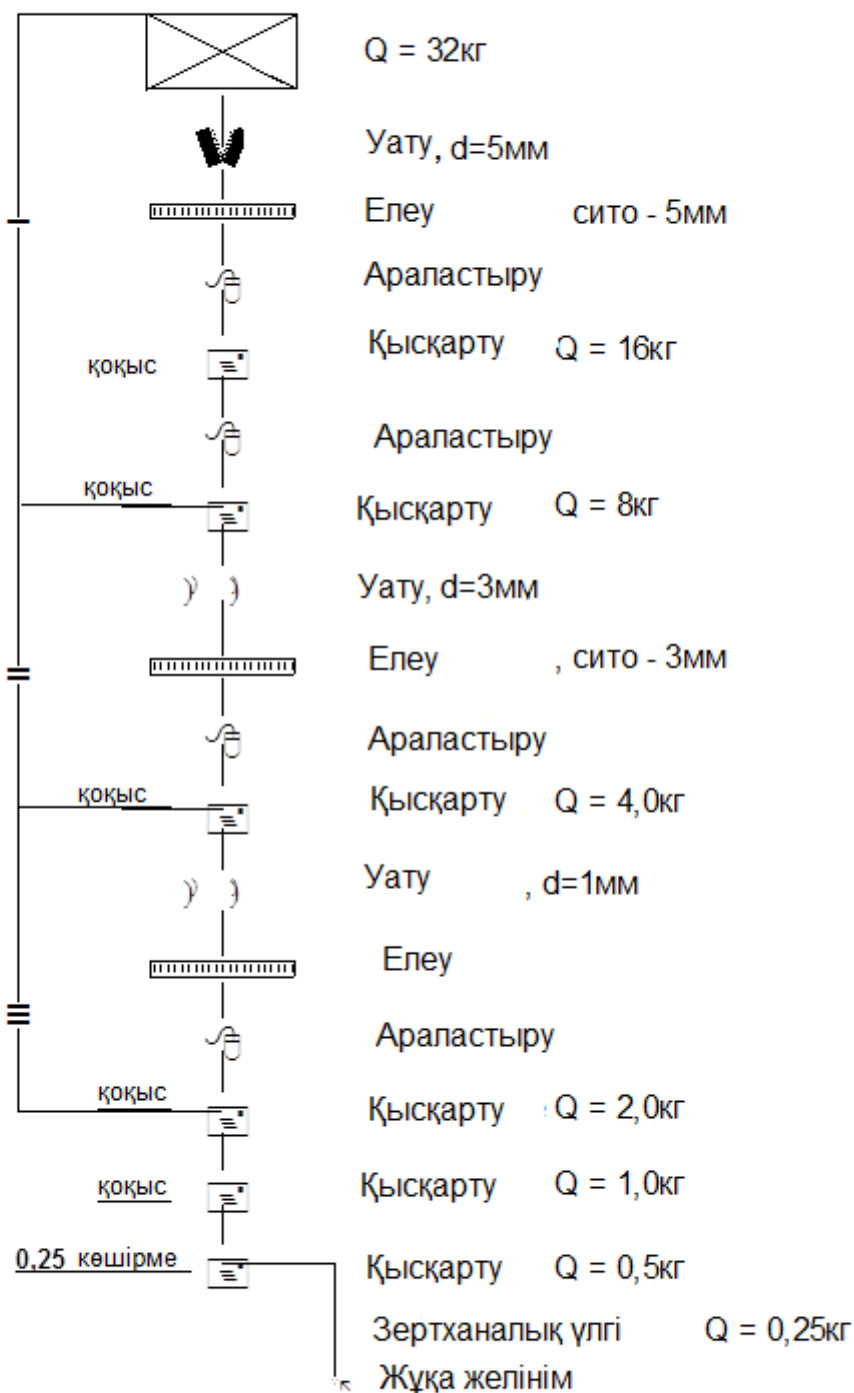 Q = 32кг
Уату, d=5мм
Елеу сито - 5мм
Араластыру
қоқыс Қысқарту Q = 16кг
Араластыру
қоқыс Қысқарту Q = 8кг
Уату, d=3мм
Елеу , сито - 3мм
Араластыру
қоқыс Қысқарту Q = 4,0кг
Уату , d=1мм
Елеу
Араластыру
қоқыс Қысқарту Q = 2,0кг
қоқыс Қысқарту Q = 1,0кг
0,25 көшірме Қысқарту Q = 0,5кг
Зертханалық үлгі Q = 0,25кг
Жұқа желінім